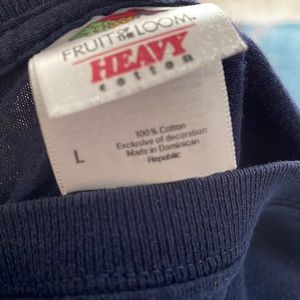 FRUIT OF THE LOOM®
HEAVY
cotton
L
100% Cotton
Exclusive of decoration
Made in Dominican
Republic